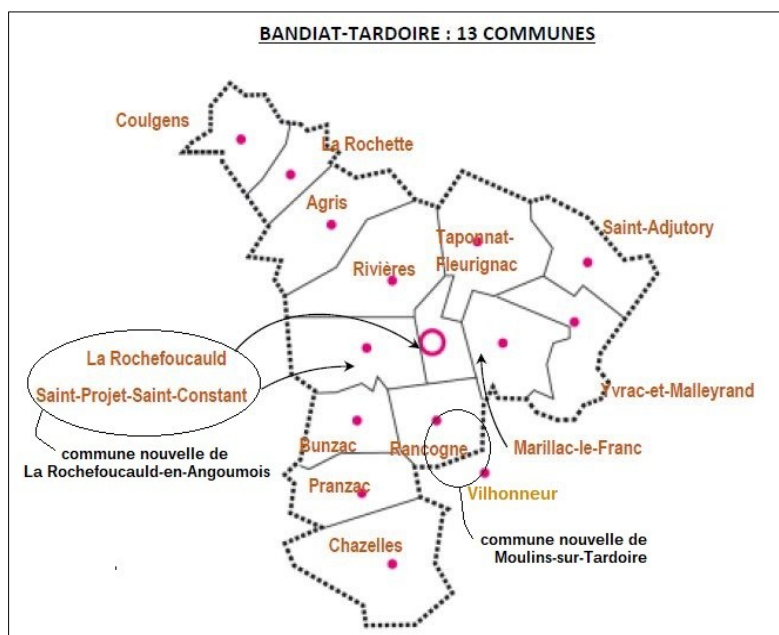 BANDIAT-TARDOIRE : 13 COMMUNES
Coulgens
La Rochette
Agris
Saint-Adjutory
Taponnat-
Fleurignac
Rivières
La Rochefoucauld
Saint-Projet-Saint-Constant
Yvrac-et-Malleyrand
commune nouvelle de
La Rochefoucauld-en-Angoumois
Bunzac
Rancogne
Marillac-le-Franc
Pranzac
Vilhonneur
Chazelles
commune nouvelle de
Moulins-sur-Tardoire